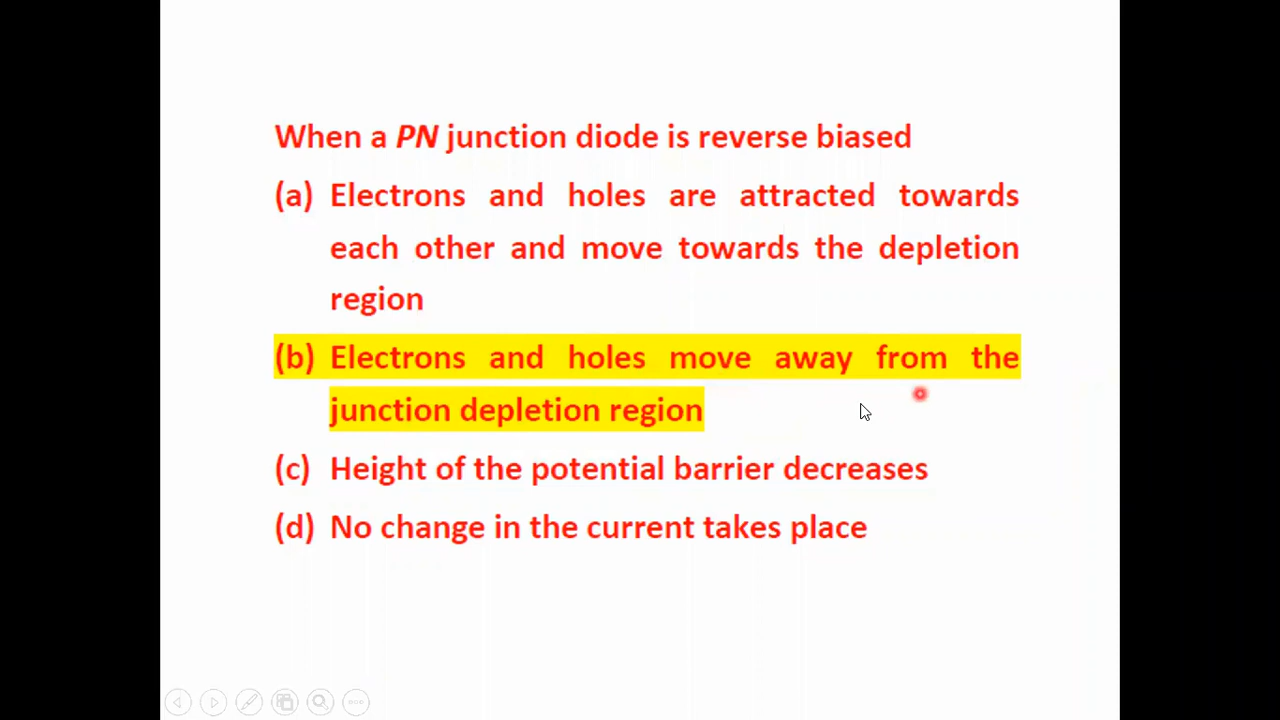 When a PN junction diode is reverse biased
(a) Electrons and holes are attracted towards
each other and move towards the depletion
region
(b) Electrons and holes move away from the
junction depletion region
(c) Height of the potential barrier decreases
(d) No change in the current takes place